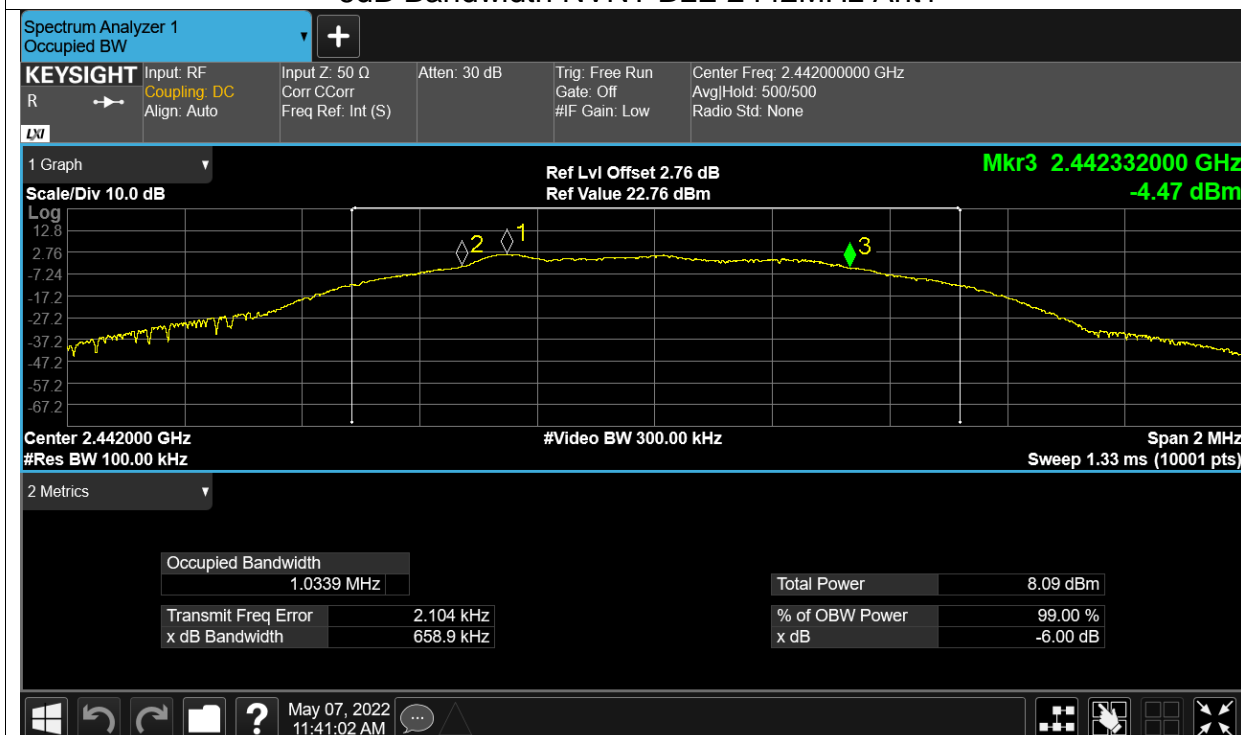 Spectrum Analyzer 1
Occupied BW
KEYSIGHT
R
LXI
Input: RF
Coupling: DC
Align: Auto
Input Z: 50 Ω
Corr CCorr
Freq Ref: Int (S)
Atten: 30 dB
Trig: Free Run
Gate: Off
#IF Gain: Low
Center Freq: 2.442000000 GHz
Avg|Hold: 500/500
Radio Std: None
1 Graph
Scale/Div 10.0 dB
Ref Lvl Offset 2.76 dB
Ref Value 22.76 dBm
Mkr3 2.442332000 GHz
-4.47 dBm
Log
12.8
2.76
-7.24
-17.2
-27.2
-37.2
-47.2
-57.2
-67.2
2
1
3
Center 2.442000 GHz
#Res BW 100.00 kHz
#Video BW 300.00 kHz
Span 2 MHz
Sweep 1.33 ms (10001 pts)
2 Metrics
Occupied Bandwidth
1.0339 MHz
Transmit Freq Error 2.104 kHz
x dB Bandwidth 658.9 kHz
Total Power 8.09 dBm
% of OBW Power 99.00 %
x dB -6.00 dB
?
May 07, 2022
11:41:02 AM